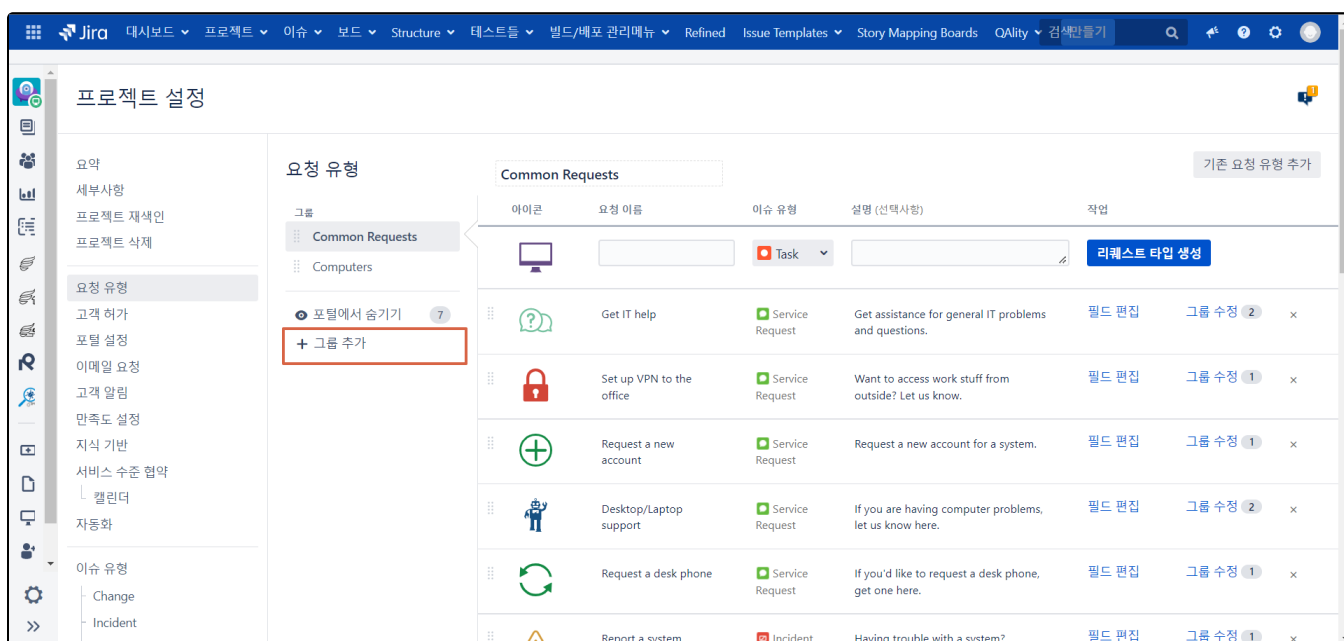 Jira 대시보드 프로젝트 이슈 보드 Structure 테스트들 빌드/배포 관리메뉴 Refined Issue Templates Story Mapping Boards QAlity 검색만들기
프로젝트 설정
요약
세부사항
프로젝트 재색인
프로젝트 삭제
요청 유형
고객 허가
포털 설정
이메일 요청
고객 알림
만족도 설정
지식 기반
서비스 수준 협약
캘린더
자동화
이슈 유형
Change
Incident
요청 유형
그룹
Common Requests
Computers
포털에서 숨기기 7
+ 그룹 추가
Common Requests
기존 요청 유형 추가
아이콘 요청 이름 이슈 유형 설명 (선택사항) 작업
Task 리퀘스트 타입 생성
Get IT help Service Get assistance for general IT problems 필드 편집 그룹 수정 2 ×
Request and questions.
Set up VPN to the Service Want to access work stuff from 필드 편집 그룹 수정 1 ×
office Request outside? Let us know.
Request a new Service Request a new account for a system. 필드 편집 그룹 수정 1 ×
account Request
Desktop/Laptop Service If you are having computer problems, 필드 편집 그룹 수정 2 ×
support Request let us know here.
Request a desk phone Service If you'd like to request a desk phone, 필드 편집 그룹 수정 1 ×
Request get one here.
Report a system Incident Having trouble with a system? 필드 편집 그룹 수정 1 ×